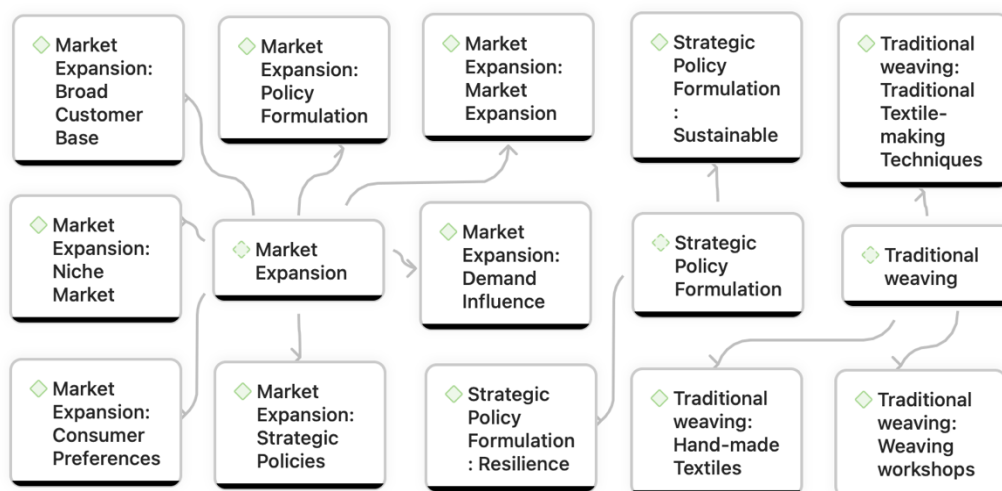 Market
Expansion:
Broad
Customer
Base
Market
Expansion:
Policy
Formulation
Market
Expansion:
Market
Expansion
Strategic
Policy
Formulation
:
Sustainable
Traditional
weaving:
Traditional
Textile-
making
Techniques
Market
Expansion:
Niche
Market
Market
Expansion
Market
Expansion:
Demand
Influence
Strategic
Policy
Formulation
Traditional
weaving
Market
Expansion:
Consumer
Preferences
Market
Expansion:
Strategic
Policies
Strategic
Policy
Formulation
: Resilience
Traditional
weaving:
Hand-made
Textiles
Traditional
weaving:
Weaving
workshops